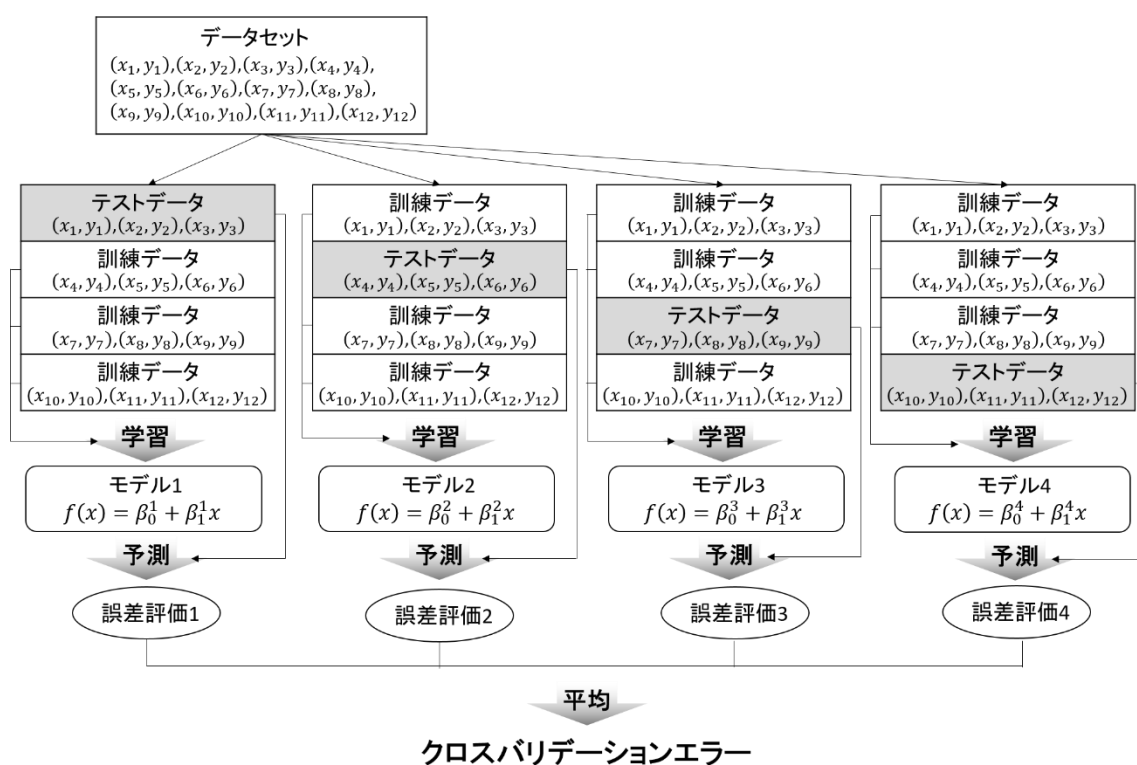 データセット
(x₁, y₁),(x₂, y₂),(x₃, y₃),(x₄, y₄),
(x₅, y₅),(x₆, y₆),(x₇, y₇),(x₈, y₈),
(x₉, y₉),(x₁₀, y₁₀),(x₁₁, y₁₁),(x₁₂, y₁₂)
テストデータ
(x₁, y₁),(x₂, y₂),(x₃, y₃)
訓練データ
(x₄, y₄),(x₅, y₅),(x₆, y₆)
訓練データ
(x₇, y₇),(x₈, y₈),(x₉, y₉)
訓練データ
(x₁₀, y₁₀),(x₁₁, y₁₁),(x₁₂, y₁₂)
学習
モデル1
f(x) = β₀¹ + β₁¹x
予測
誤差評価1
訓練データ
(x₁, y₁),(x₂, y₂),(x₃, y₃)
テストデータ
(x₄, y₄),(x₅, y₅),(x₆, y₆)
訓練データ
(x₇, y₇),(x₈, y₈),(x₉, y₉)
訓練データ
(x₁₀, y₁₀),(x₁₁, y₁₁),(x₁₂, y₁₂)
学習
モデル2
f(x) = β₀² + β₁²x
予測
誤差評価2
訓練データ
(x₁, y₁),(x₂, y₂),(x₃, y₃)
訓練データ
(x₄, y₄),(x₅, y₅),(x₆, y₆)
テストデータ
(x₇, y₇),(x₈, y₈),(x₉, y₉)
訓練データ
(x₁₀, y₁₀),(x₁₁, y₁₁),(x₁₂, y₁₂)
学習
モデル3
f(x) = β₀³ + β₁³x
予測
誤差評価3
訓練データ
(x₁, y₁),(x₂, y₂),(x₃, y₃)
訓練データ
(x₄, y₄),(x₅, y₅),(x₆, y₆)
訓練データ
(x₇, y₇),(x₈, y₈),(x₉, y₉)
テストデータ
(x₁₀, y₁₀),(x₁₁, y₁₁),(x₁₂, y₁₂)
学習
モデル4
f(x) = β₀⁴ + β₁⁴x
予測
誤差評価4
平均
クロスバリデーションエラー